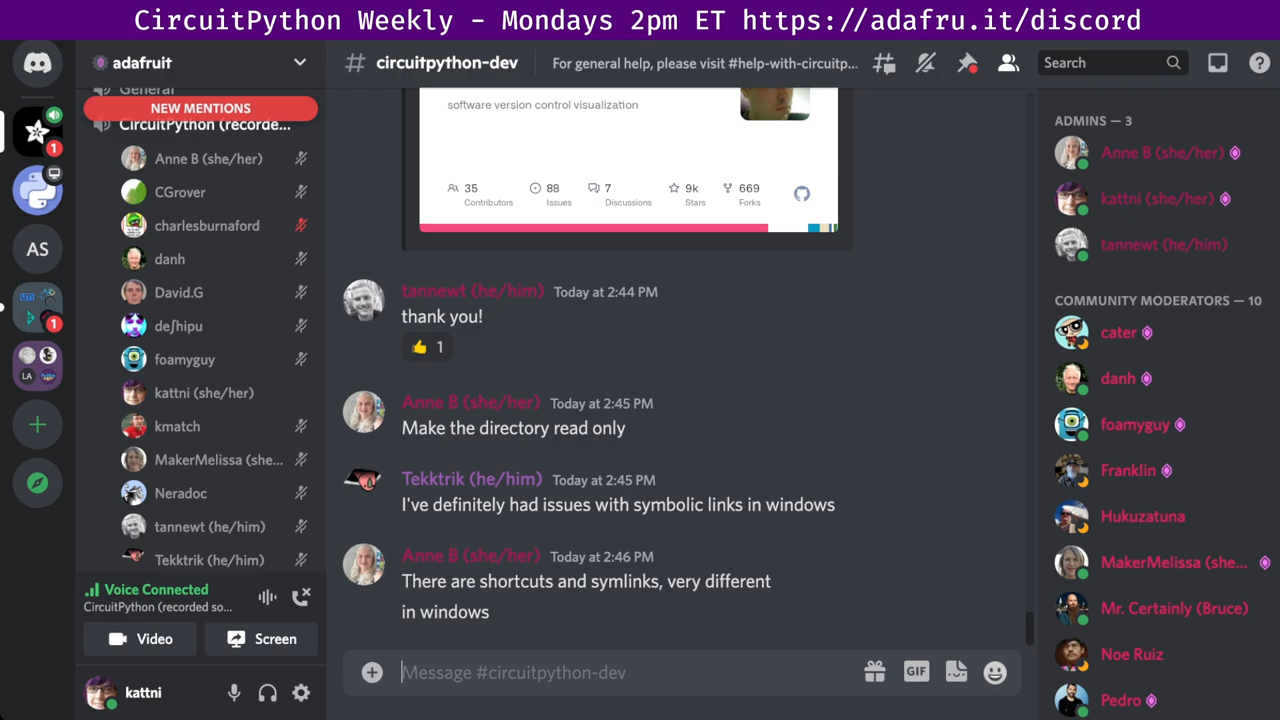 CircuitPython Weekly - Mondays 2pm ET https://adafru.it/discord
adafruit
General
NEW MENTIONS
CircuitPython (recorde...
Anne B (she/her)
CGrover
charlesburnaford
danh
David.G
deʃhipu
foamyguy
kattni (she/her)
kmatch
MakerMelissa (she...
Neradoc
tannewt (he/him)
Tekktrik (he/him)
Voice Connected
CircuitPython (recorded so...
Video
Screen
kattni
1
AS
1
LA
circuitpython-dev
For general help, please visit #help-with-circuitp...
Search
software version control visualization
35 88 7 9k 669
Contributors Issues Discussions Stars Forks
tannewt (he/him) Today at 2:44 PM
thank you!
1
Anne B (she/her) Today at 2:45 PM
Make the directory read only
Tekktrik (he/him) Today at 2:45 PM
I've definitely had issues with symbolic links in windows
Anne B (she/her) Today at 2:46 PM
There are shortcuts and symlinks, very different
in windows
Message #circuitpython-dev
GIF
ADMINS — 3
Anne B (she/her)
kattni (she/her)
tannewt (he/him)
COMMUNITY MODERATORS — 10
cater
danh
foamyguy
Franklin
Hukuzatuna
MakerMelissa (she...
Mr. Certainly (Bruce)
Noe Ruiz
Pedro